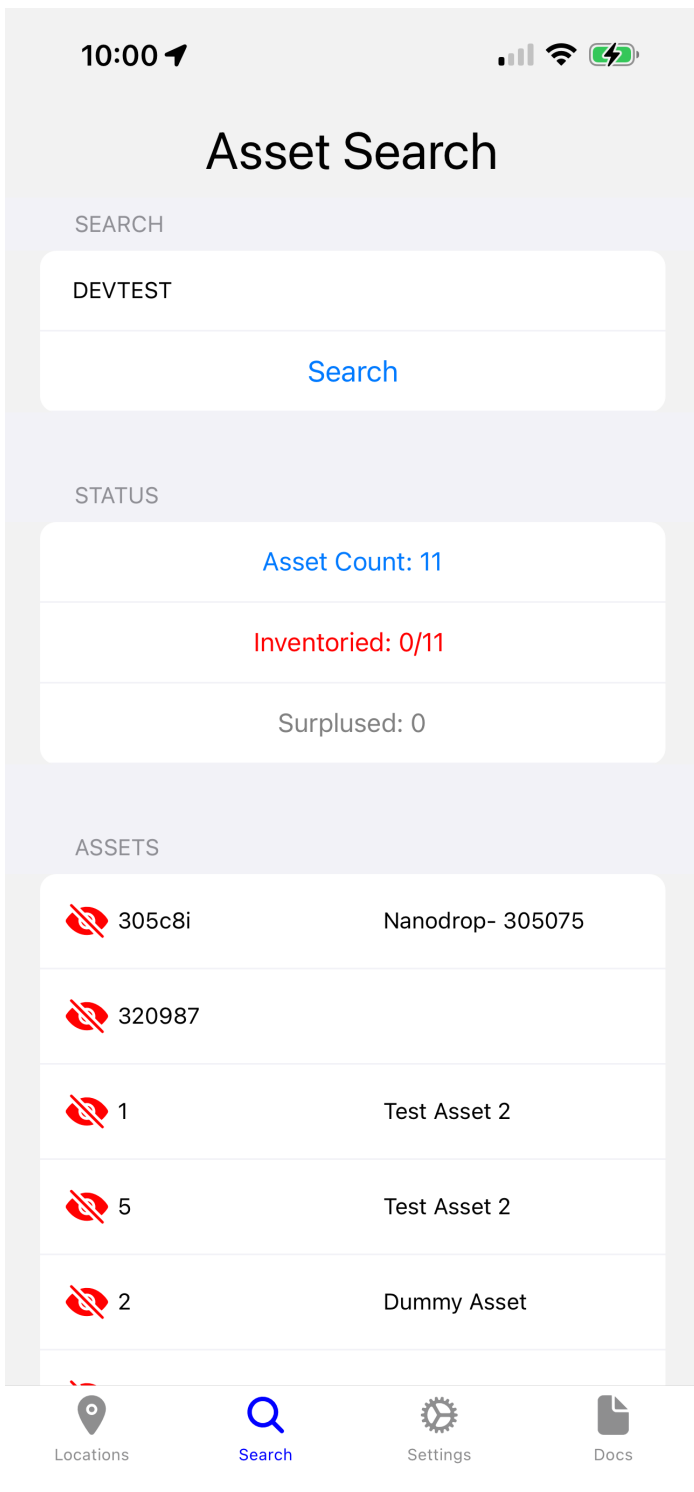 10:00
Asset Search
SEARCH
DEVTEST
Search
STATUS
Asset Count: 11
Inventoried: 0/11
Surplused: 0
ASSETS
305c8i Nanodrop- 305075
320987
1 Test Asset 2
5 Test Asset 2
2 Dummy Asset
Locations Search Settings Docs